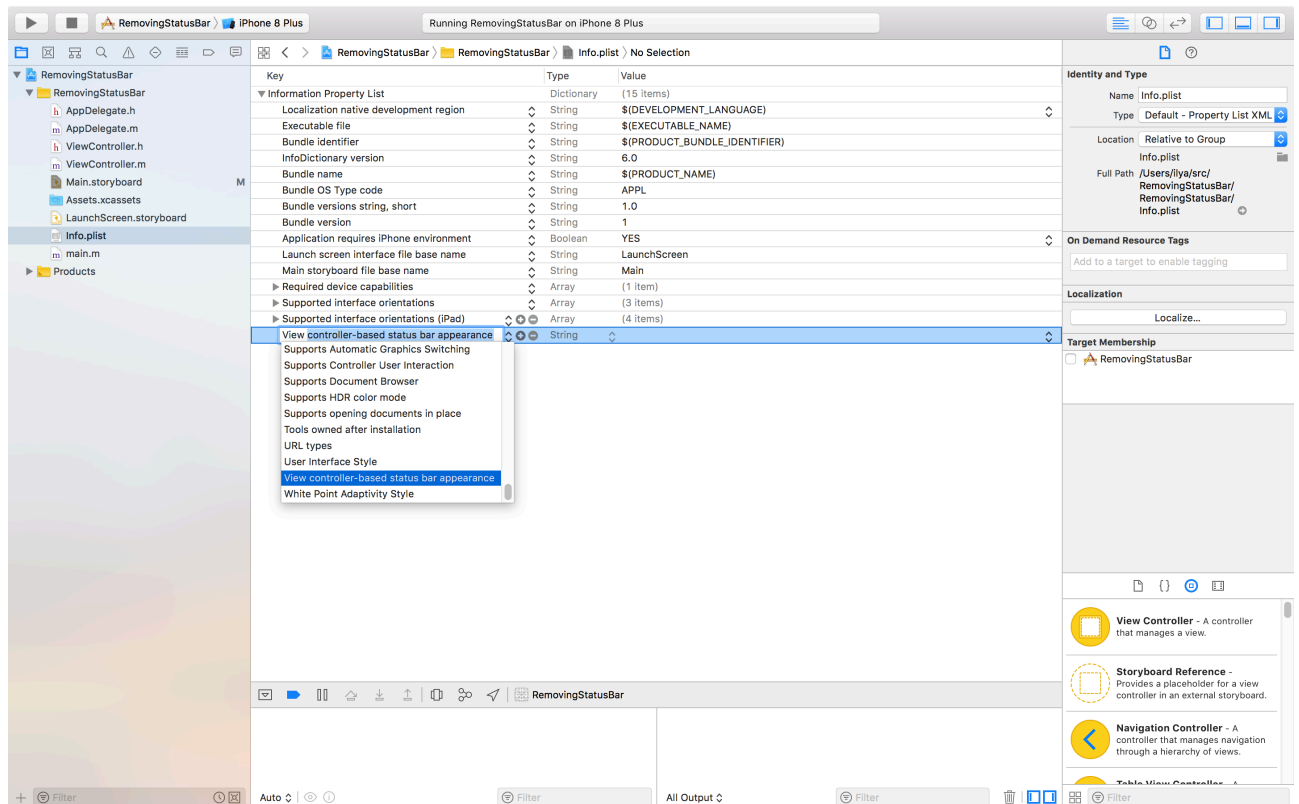 RemovingStatusBar iPhone 8 Plus
Running RemovingStatusBar on iPhone 8 Plus
RemovingStatusBar RemovingStatusBar Info.plist No Selection
RemovingStatusBar
RemovingStatusBar
h AppDelegate.h
m AppDelegate.m
h ViewController.h
m ViewController.m
Main.storyboard M
Assets.xcassets
LaunchScreen.storyboard
Info.plist
m main.m
Products
Filter
Key Type Value
Information Property List Dictionary (15 items)
Localization native development region String $(DEVELOPMENT_LANGUAGE)
Executable file String $(EXECUTABLE_NAME)
Bundle identifier String $(PRODUCT_BUNDLE_IDENTIFIER)
InfoDictionary version String 6.0
Bundle name String $(PRODUCT_NAME)
Bundle OS Type code String APPL
Bundle versions string, short String 1.0
Bundle version String 1
Application requires iPhone environment Boolean YES
Launch screen interface file base name String LaunchScreen
Main storyboard file base name String Main
Required device capabilities Array (1 item)
Supported interface orientations Array (3 items)
Supported interface orientations (iPad) Array (4 items)
View controller-based status bar appearance String
Supports Automatic Graphics Switching
Supports Controller User Interaction
Supports Document Browser
Supports HDR color mode
Supports opening documents in place
Tools owned after installation
URL types
User Interface Style
View controller-based status bar appearance
White Point Adaptivity Style
RemovingStatusBar
Auto
Filter
All Output
Filter
Identity and Type
Name Info.plist
Type Default - Property List XML
Location Relative to Group
Info.plist
Full Path /Users/ilya/src/
RemovingStatusBar/
RemovingStatusBar/
Info.plist
On Demand Resource Tags
Add to a target to enable tagging
Localization
Localize...
Target Membership
RemovingStatusBar
{}
View Controller - A controller
that manages a view.
Storyboard Reference -
Provides a placeholder for a view
controller in an external storyboard.
Navigation Controller - A
controller that manages navigation
through a hierarchy of views.
Table View Controller - A
Filter